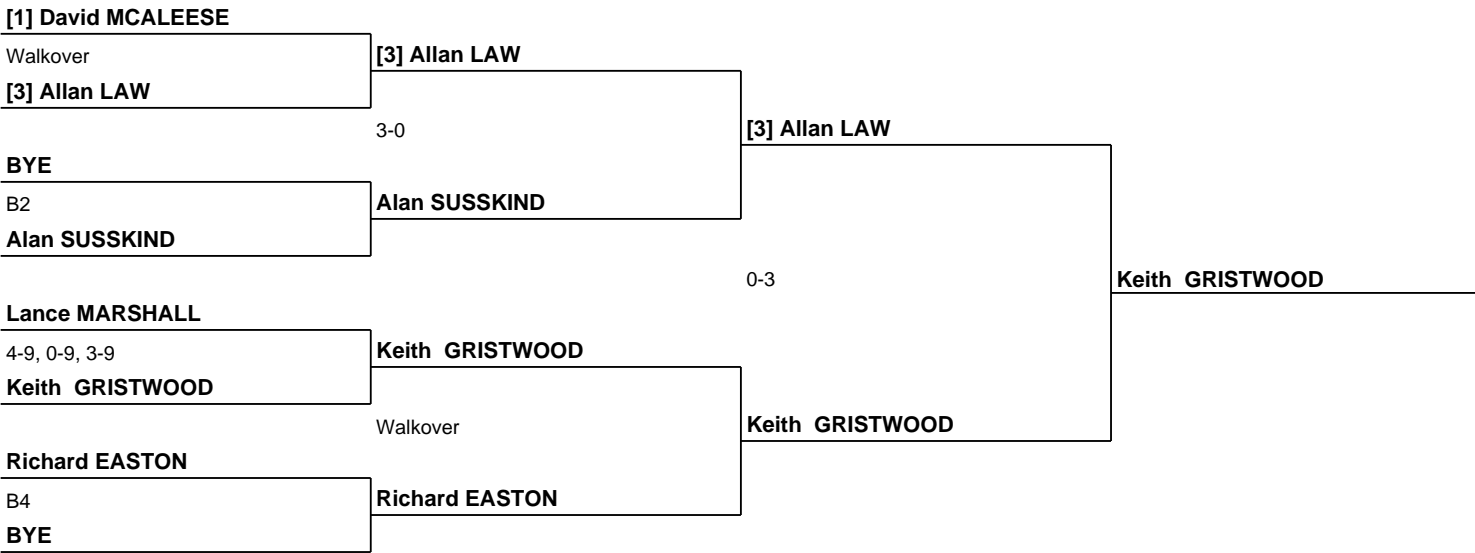 [1] David MCALEESE
Walkover
[3] Allan LAW
[3] Allan LAW
3-0
[3] Allan LAW
BYE
B2
Alan SUSSKIND
Alan SUSSKIND
0-3
Keith GRISTWOOD
Lance MARSHALL
4-9, 0-9, 3-9
Keith GRISTWOOD
Keith GRISTWOOD
Walkover
Keith GRISTWOOD
Richard EASTON
B4
Richard EASTON
BYE